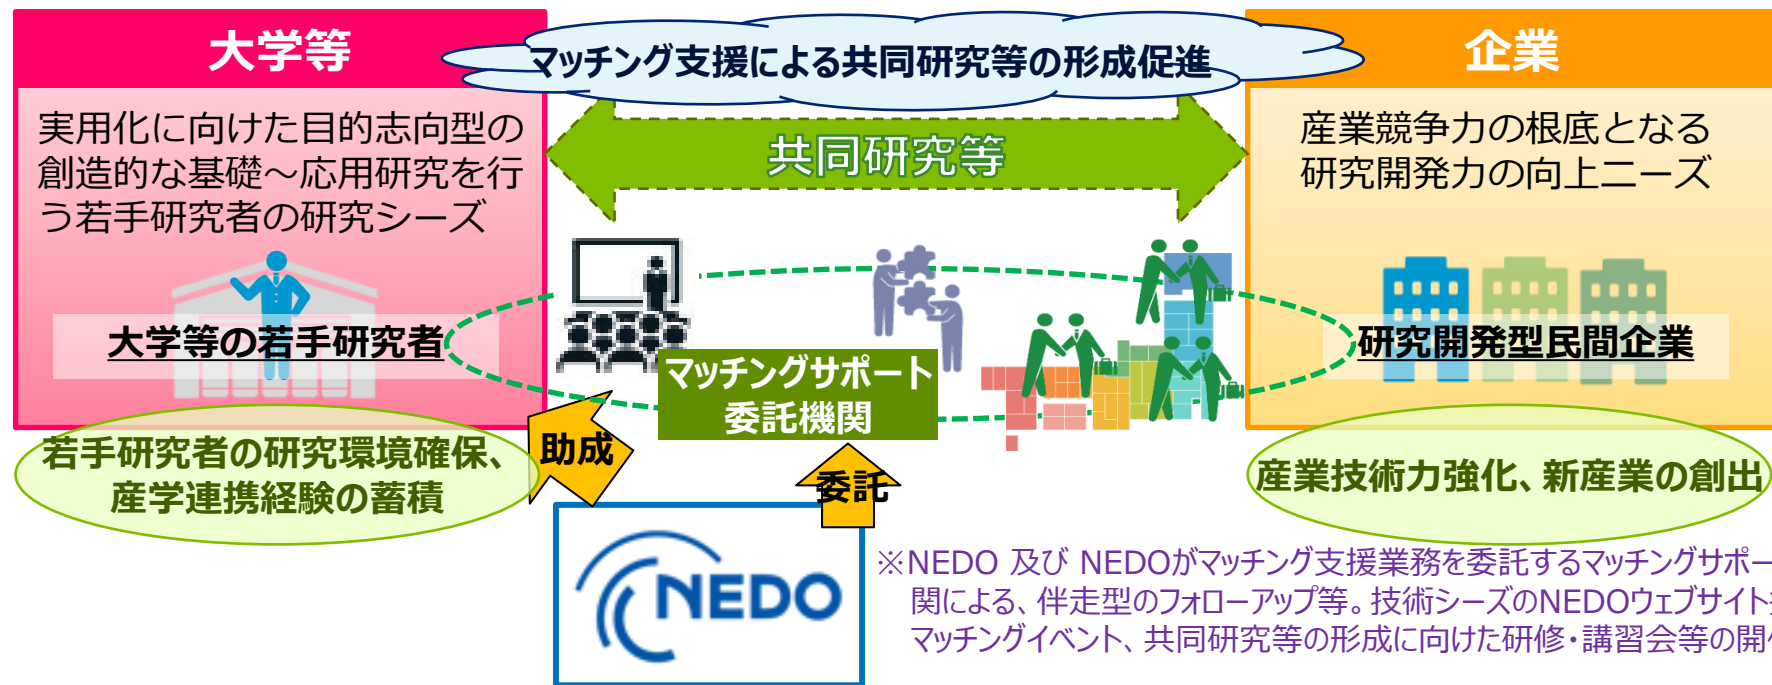 大学等
マッチング支援による共同研究等の形成促進
企業
実用化に向けた目的志向型の
創造的な基礎～応用研究を行
う若手研究者の研究シーズ
共同研究等
産業競争力の根底となる
研究開発力の向上ニーズ
大学等の若手研究者
マッチングサポート
委託機関
研究開発型民間企業
若手研究者の研究環境確保、
産学連携経験の蓄積
助成
委託
産業技術力強化、新産業の創出
NEDO
※NEDO 及び NEDOがマッチング支援業務を委託するマッチングサポー
関による、伴走型のフォローアップ等。技術シーズのNEDOウェブサイト
マッチングイベント、共同研究等の形成に向けた研修・講習会等の開